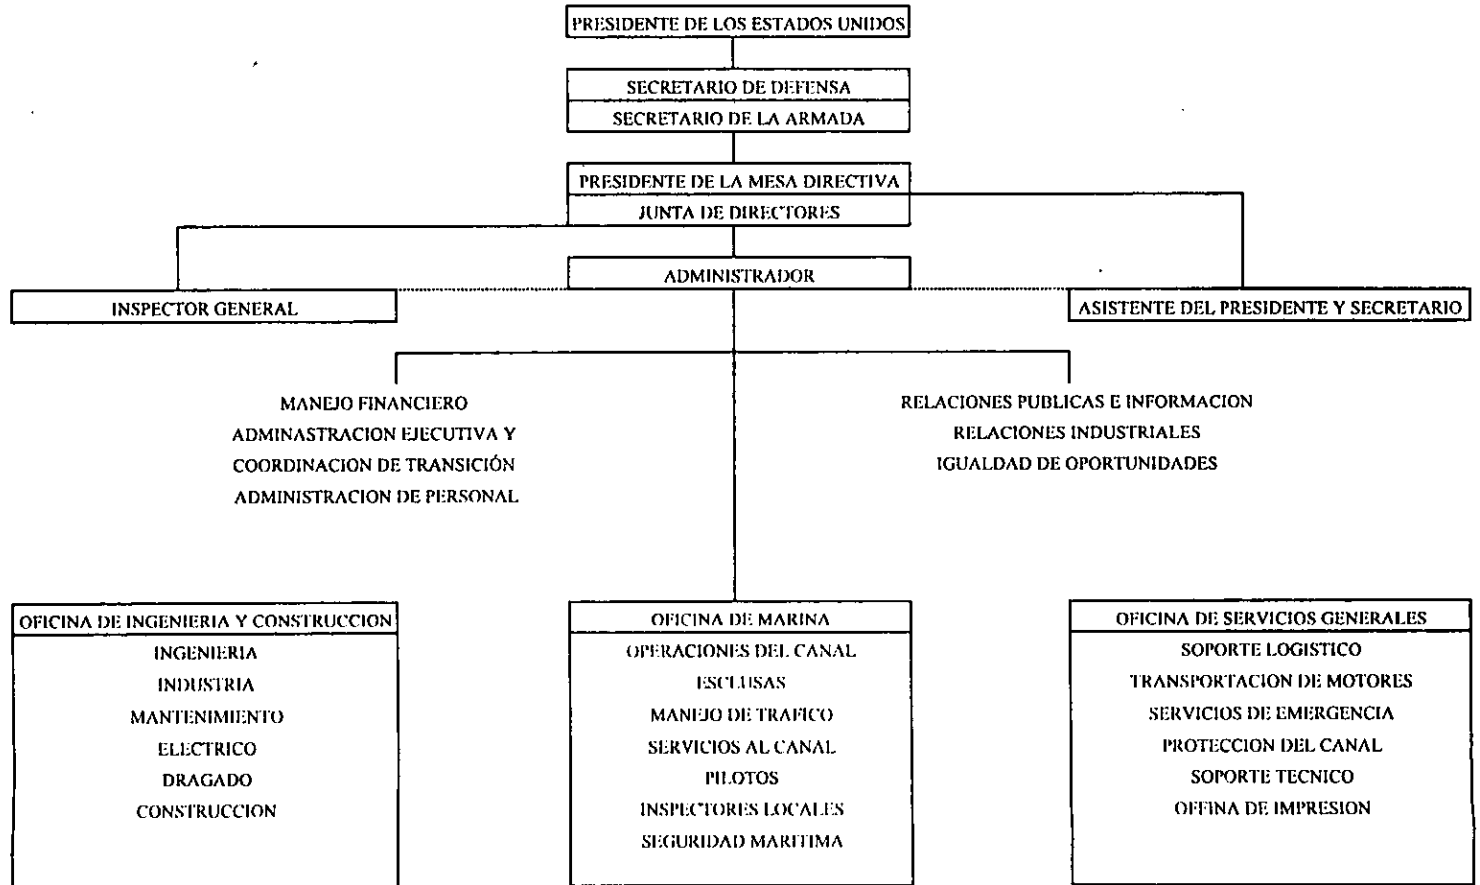 PRESIDENTE DE LOS ESTADOS UNIDOS
SECRETARIO DE DEFENSA
SECRETARIO DE LA ARMADA
PRESIDENTE DE LA MESA DIRECTIVA
JUNTA DE DIRECTORES
ADMINISTRADOR
INSPECTOR GENERAL
ASISTENTE DEL PRESIDENTE Y SECRETARIO
MANEJO FINANCIERO
ADMINASTRACION EJECUTIVA Y
COORDINACION DE TRANSICIÓN
ADMINISTRACION DE PERSONAL
RELACIONES PUBLICAS E INFORMACION
RELACIONES INDUSTRIALES
IGUALDAD DE OPORTUNIDADES
OFICINA DE INGENIERIA Y CONSTRUCCION
INGENIERIA
INDUSTRIA
MANTENIMIENTO
ELECTRICO
DRAGADO
CONSTRUCCION
OFICINA DE MARINA
OPERACIONES DEL CANAL
ESCLUSAS
MANEJO DE TRAFICO
SERVICIOS AL CANAL
PILOTOS
INSPECTORES LOCALES
SEGURIDAD MARITIMA
OFICINA DE SERVICIOS GENERALES
SOPORTE LOGISTICO
TRANSPORTACION DE MOTORES
SERVICIOS DE EMERGENCIA
PROTECCION DEL CANAL
SOPORTE TECNICO
OFFINA DE IMPRESION